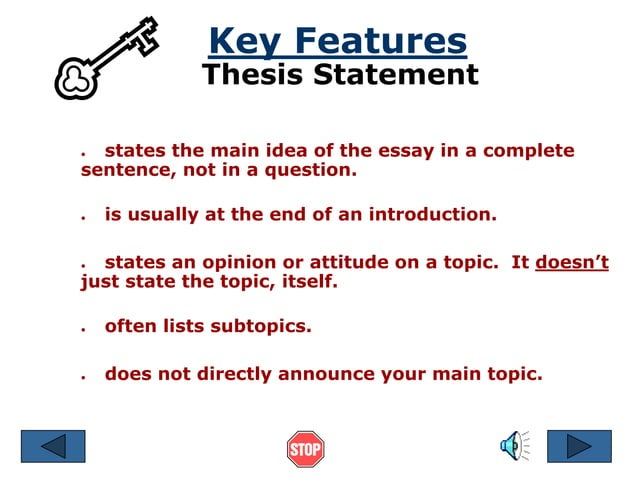 Key Features
Thesis Statement
• states the main idea of the essay in a complete
sentence, not in a question.
• is usually at the end of an introduction.
• states an opinion or attitude on a topic.  It doesn’t
just state the topic, itself.
• often lists subtopics.
• does not directly announce your main topic.
STOP